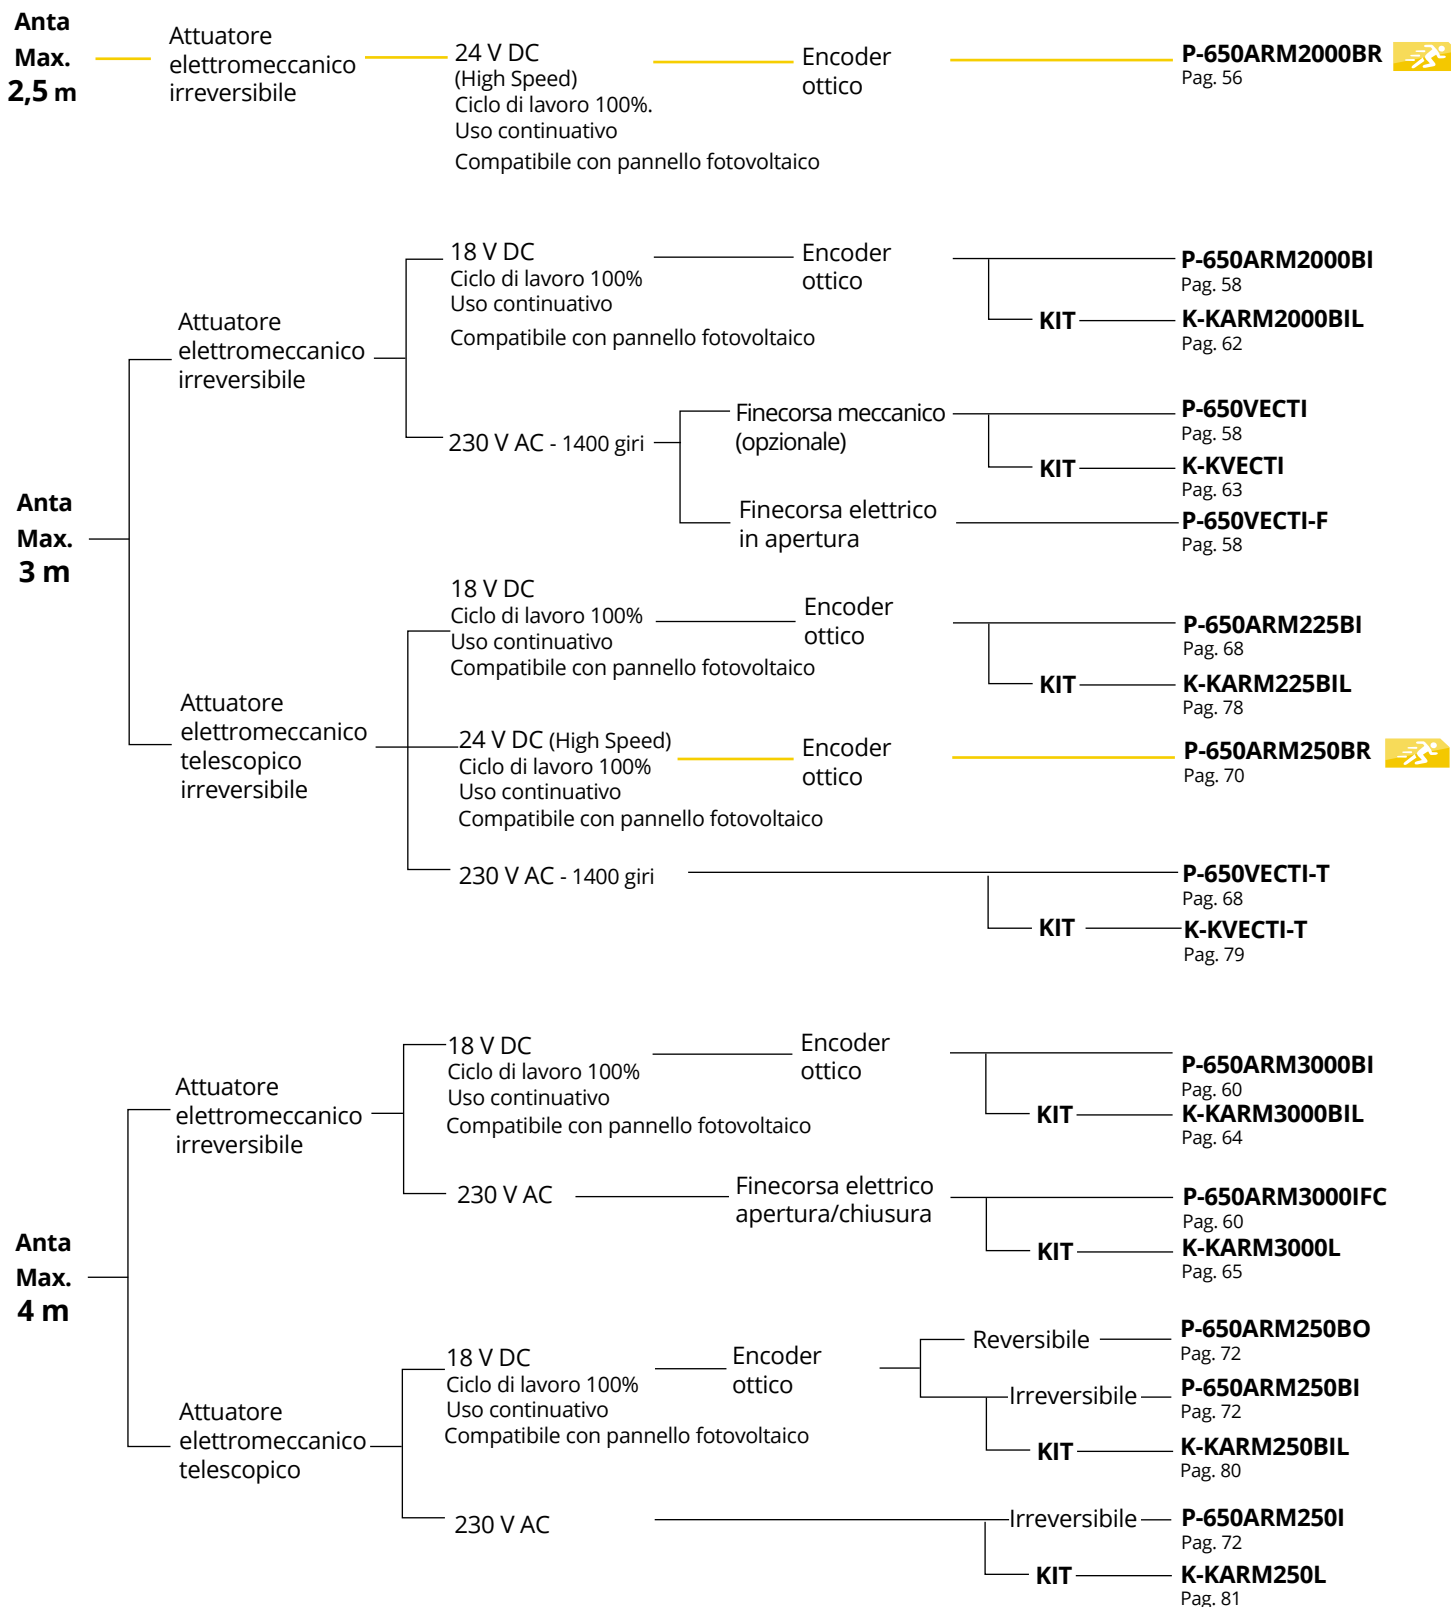 Anta
Max.
2,5 m
Attuatore
elettromeccanico
irreversibile
24 V DC
(High Speed)
Ciclo di lavoro 100%.
Uso continuativo
Compatibile con pannello fotovoltaico
Encoder
ottico
P-650ARM2000BR
Pag. 56
Anta
Max.
3 m
Attuatore
elettromeccanico
irreversibile
18 V DC
Ciclo di lavoro 100%
Uso continuativo
Compatibile con pannello fotovoltaico
Encoder
ottico
P-650ARM2000BI
Pag. 58
KIT
K-KARM2000BIL
Pag. 62
230 V AC - 1400 giri
Finecorsa meccanico
(opzionale)
P-650VECTI
Pag. 58
KIT
K-KVECTI
Pag. 63
Finecorsa elettrico
in apertura
P-650VECTI-F
Pag. 58
Attuatore
elettromeccanico
telescopico
irreversibile
18 V DC
Ciclo di lavoro 100%
Uso continuativo
Compatibile con pannello fotovoltaico
Encoder
ottico
P-650ARM225BI
Pag. 68
KIT
K-KARM225BIL
Pag. 78
24 V DC (High Speed)
Ciclo di lavoro 100%
Uso continuativo
Compatibile con pannello fotovoltaico
Encoder
ottico
P-650ARM250BR
Pag. 70
230 V AC - 1400 giri
P-650VECTI-T
Pag. 68
KIT
K-KVECTI-T
Pag. 79
Anta
Max.
4 m
Attuatore
elettromeccanico
irreversibile
18 V DC
Ciclo di lavoro 100%
Uso continuativo
Compatibile con pannello fotovoltaico
Encoder
ottico
P-650ARM3000BI
Pag. 60
KIT
K-KARM3000BIL
Pag. 64
230 V AC
Finecorsa elettrico
apertura/chiusura
P-650ARM3000IFC
Pag. 60
KIT
K-KARM3000L
Pag. 65
Attuatore
elettromeccanico
telescopico
18 V DC
Ciclo di lavoro 100%
Uso continuativo
Compatibile con pannello fotovoltaico
Encoder
ottico
Reversibile
P-650ARM250BO
Pag. 72
Irreversibile
P-650ARM250BI
Pag. 72
KIT
K-KARM250BIL
Pag. 80
230 V AC
Irreversibile
P-650ARM250I
Pag. 72
KIT
K-KARM250L
Pag. 81